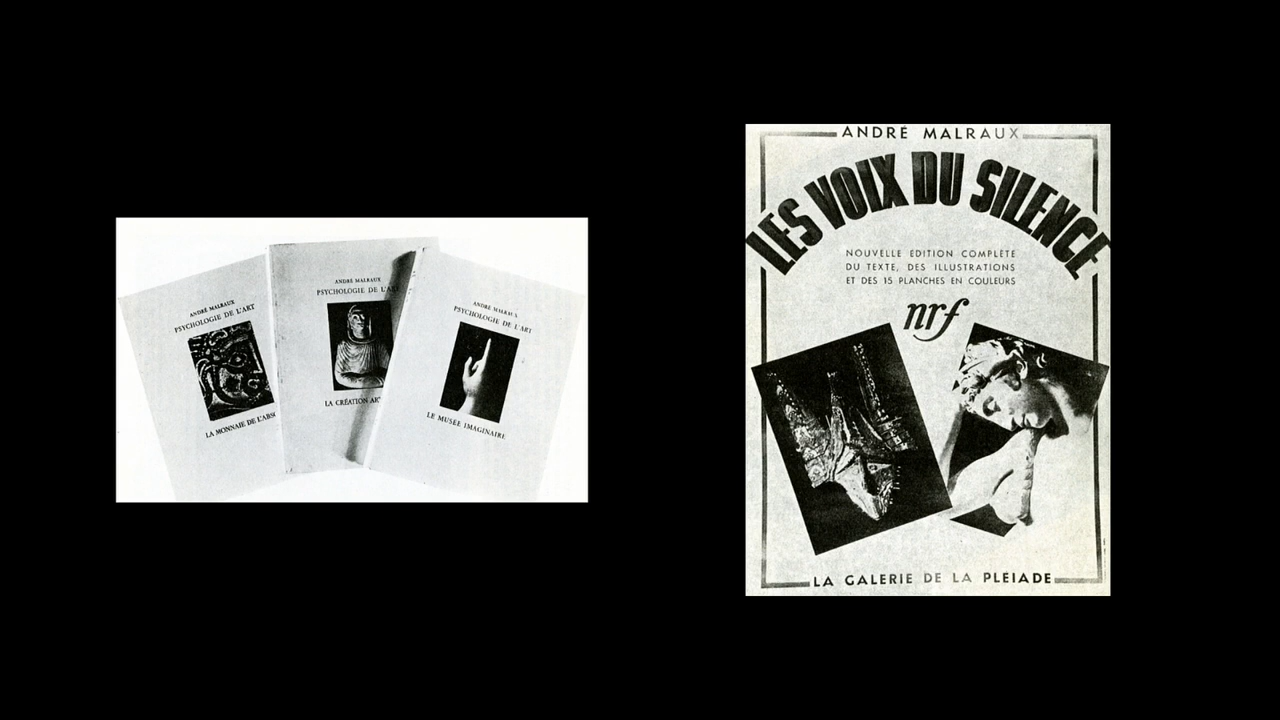 ANDRÉ MALRAUX
PSYCHOLOGIE DE L'ART
LA MONNAIE DE L'ABS
ANDRÉ MALRAUX
PSYCHOLOGIE DE L'A
LA CRÉATION AR
ANDRÉ MALRAUX
PSYCHOLOGIE DE L'ART
LE MUSÉE IMAGINAIRE
ANDRÉ MALRAUX
LES VOIX DU SILENCE
NOUVELLE EDITION COMPLÈTE
DU TEXTE, DES ILLUSTRATIONS
ET DES 15 PLANCHES EN COULEURS
nrf
LA GALERIE DE LA PLEIADE